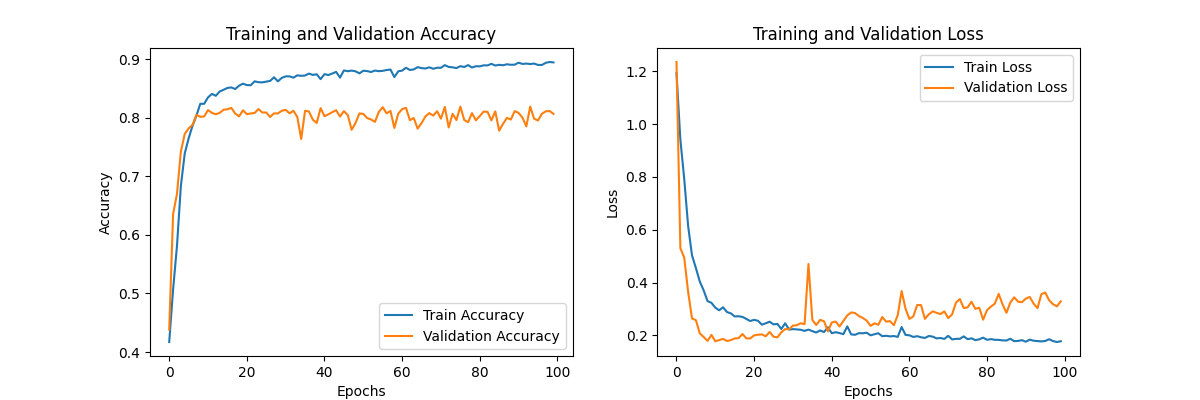 Training and Validation Accuracy
Accuracy
0.9
0.8
0.7
0.6
0.5
0.4
0 20 40 60 80 100
Epochs
Train Accuracy
Validation Accuracy
Training and Validation Loss
Loss
1.2
1.0
0.8
0.6
0.4
0.2
0 20 40 60 80 100
Epochs
Train Loss
Validation Loss